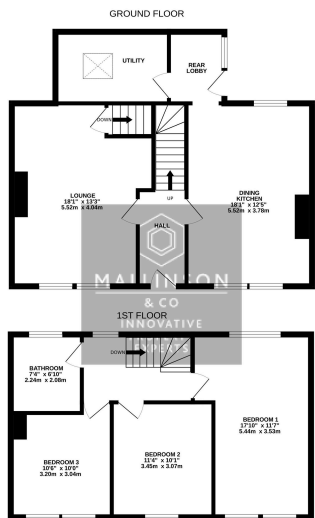 GROUND FLOOR
UTILITY
REAR
LOBBY
DOWN
LOUNGE
18'1" x 13'3"
5.52m x 4.04m
DINING
KITCHEN
18'1" x 12'5"
5.52m x 3.78m
UP
HALL
MALLINSON
& CO
INNOVATIVE
EXPERTS
1ST FLOOR
DOWN
BATHROOM
7'4" x 6'10"
2.24m x 2.08m
BEDROOM 1
17'10" x 11'7"
5.44m x 3.53m
BEDROOM 2
11'4" x 10'1"
3.45m x 3.07m
BEDROOM 3
10'6" x 10'0"
3.20m x 3.04m